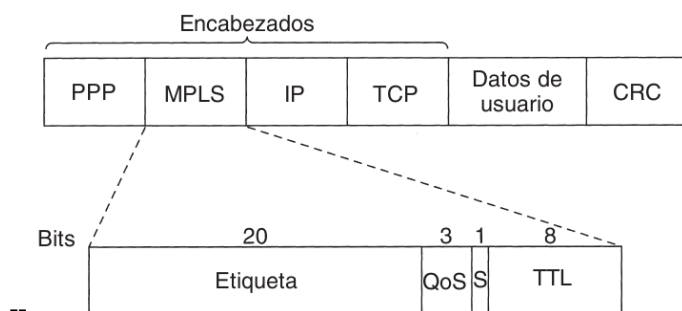 Encabezados
PPP MPLS IP TCP Datos de usuario CRC
Bits 20 3 1 8
Etiqueta QoS S TTL
--